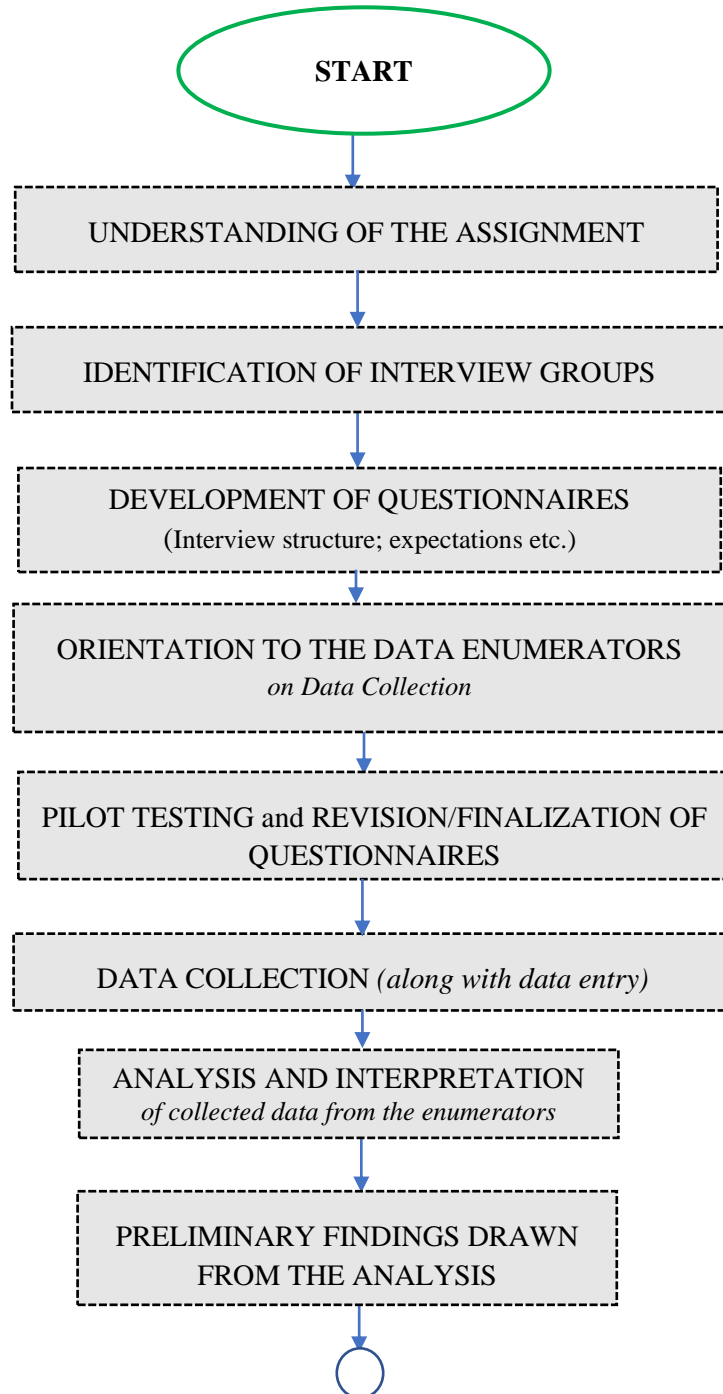 START
UNDERSTANDING OF THE ASSIGNMENT
IDENTIFICATION OF INTERVIEW GROUPS
DEVELOPMENT OF QUESTIONNAIRES
(Interview structure; expectations etc.)
ORIENTATION TO THE DATA ENUMERATORS
on Data Collection
PILOT TESTING and REVISION/FINALIZATION OF
QUESTIONNAIRES
DATA COLLECTION (along with data entry)
ANALYSIS AND INTERPRETATION
of collected data from the enumerators
PRELIMINARY FINDINGS DRAWN
FROM THE ANALYSIS